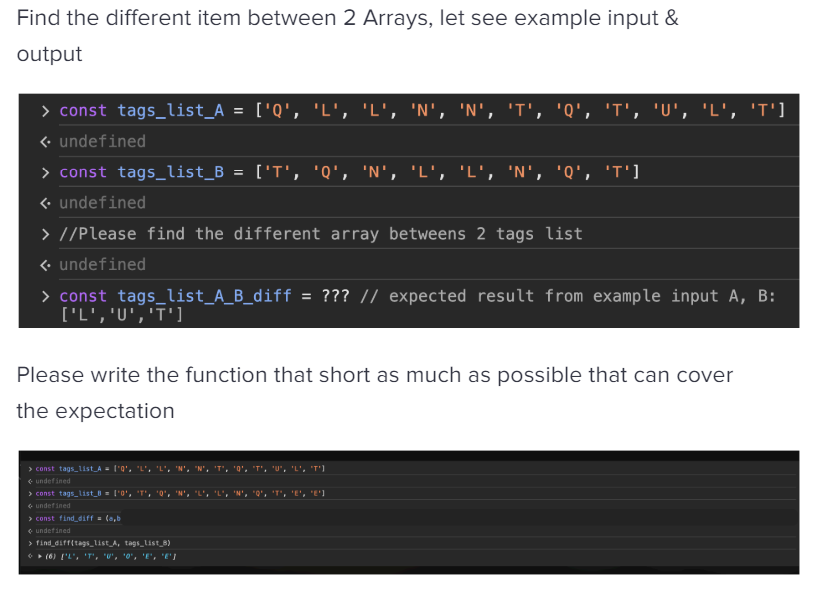 Find the different item between 2 Arrays, let see example input &
output
> const tags_list_A = ['Q', 'L', 'L', 'N', 'N', 'T', 'Q', 'T', 'U', 'L', 'T']
< undefined
> const tags_list_B = ['T', 'Q', 'N', 'L', 'L', 'N', 'Q', 'T']
< undefined
> //Please find the different array betweens 2 tags list
< undefined
> const tags_list_A_B_diff = ??? // expected result from example input A, B:
['L','U','T']
Please write the function that short as much as possible that can cover
the expectation
> const tags_list_A = ['Q', 'L', 'L', 'N', 'N', 'T', 'Q', 'T', 'U', 'L', 'T']
< undefined
> const tags_list_B = ['O', 'T', 'Q', 'N', 'L', 'L', 'N', 'Q', 'T', 'E', 'E']
< undefined
> const find_diff = (a,b
< undefined
> find_diff(tags_list_A, tags_list_B)
< ▸ (6) ['L', 'T', 'U', 'O', 'E', 'E']